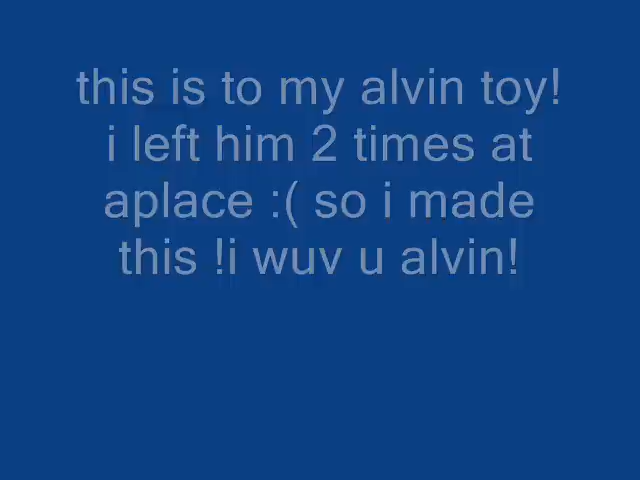 this is to my alvin toy!
i left him 2 times at
aplace :( so i made
this !i wuv u alvin!